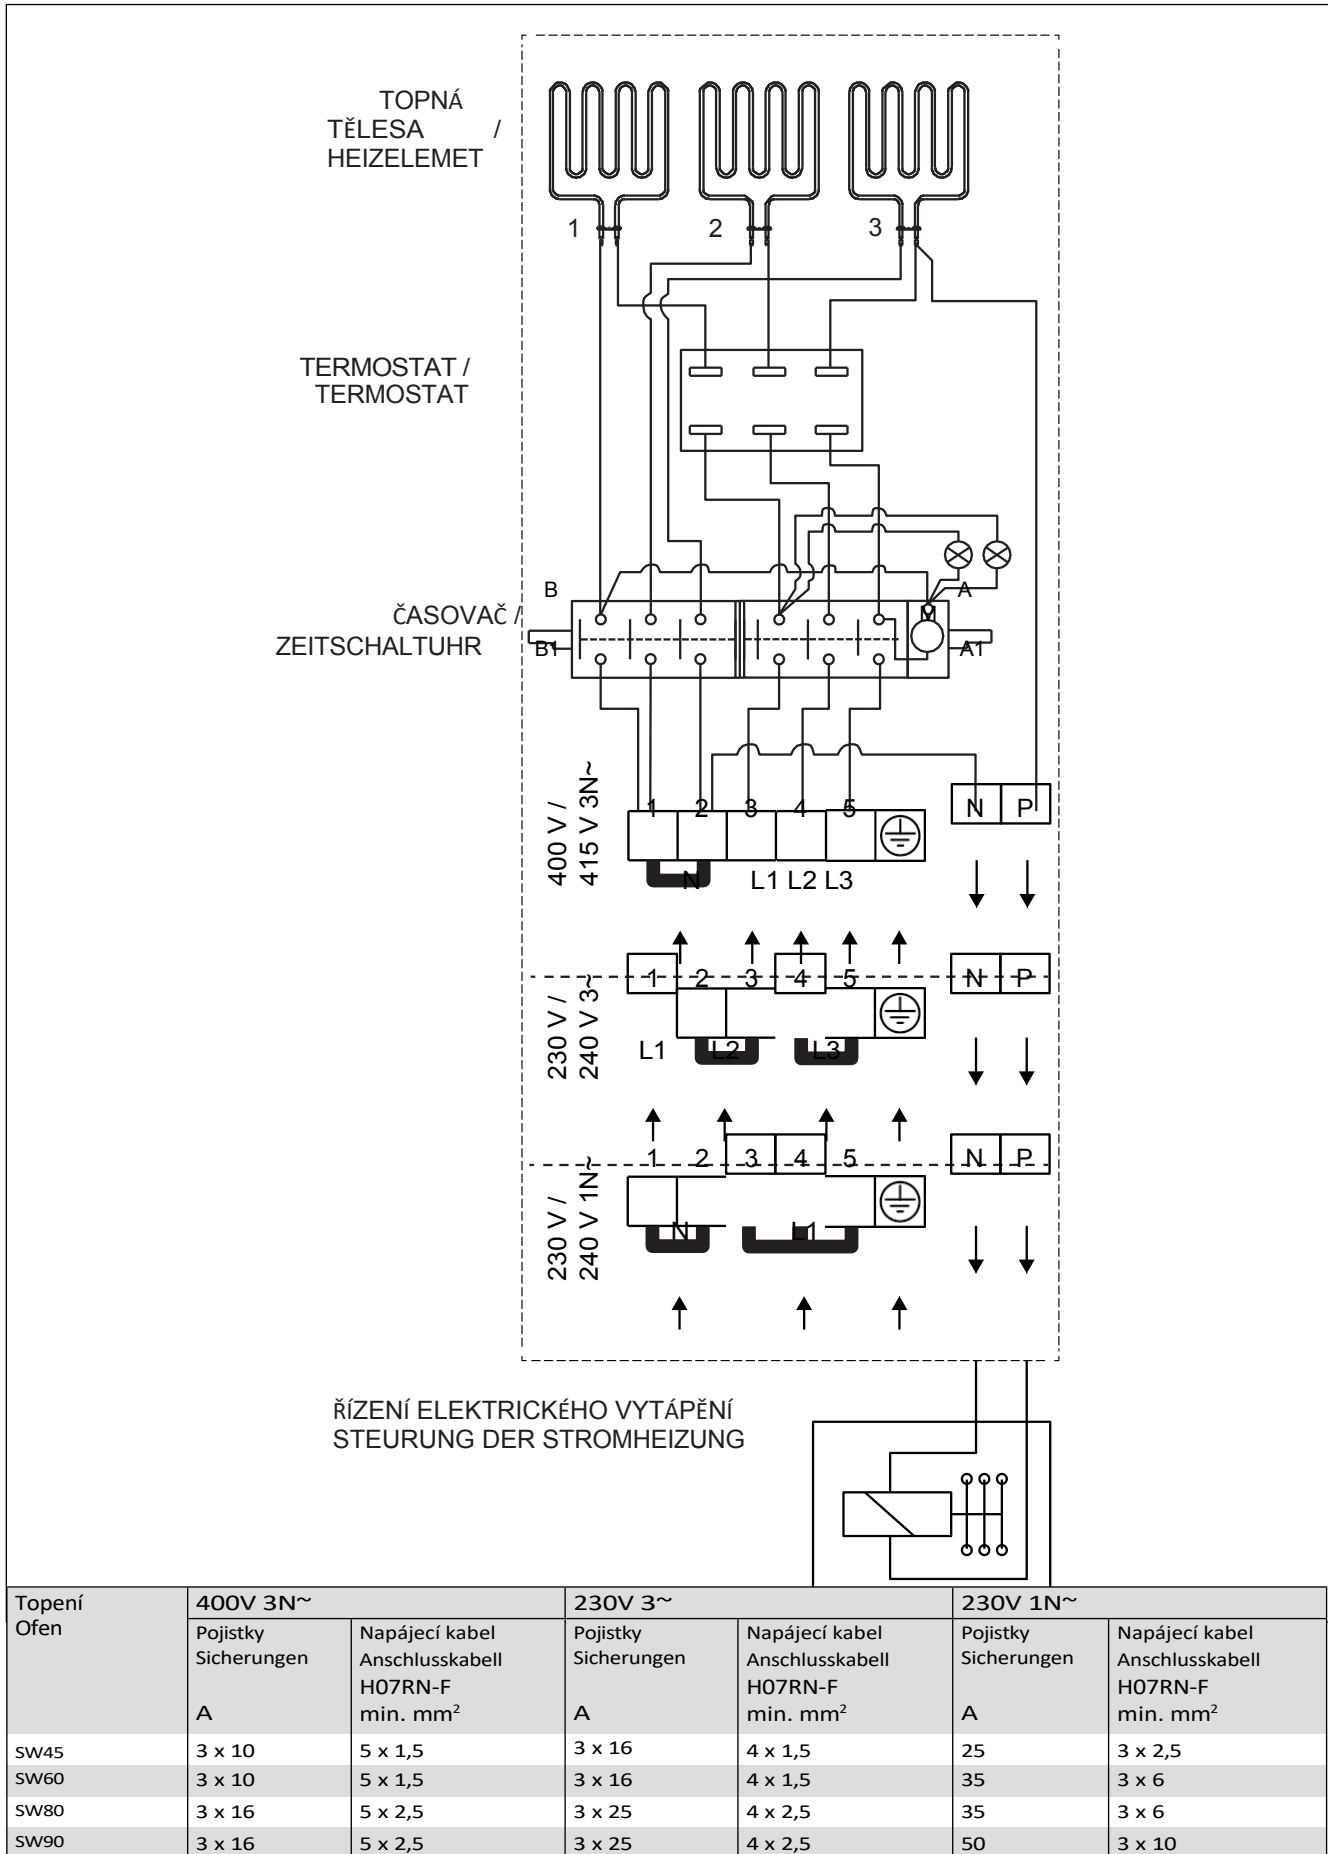 TOPNÁ
TĚLESA /
HEIZELEMET
1 2 3
TERMOSTAT /
TERMOSTAT
B A
ČASOVAČ /
ZEITSCHALTUHR B1 M A1
400 V /
415 V 3N~
1 2 3 4 5 N P
N L1 L2 L3
230 V /
240 V 3~
1 2 3 4 5 N P
L1 L2 L3
230 V /
240 V 1N~
1 2 3 4 5 N P
N L1
ŘÍZENÍ ELEKTRICKÉHO VYTÁPĚNÍ
STEURUNG DER STROMHEIZUNG
Topení 400V 3N~ 230V 3~ 230V 1N~
Ofen Pojistky Napájecí kabel Pojistky Napájecí kabel Pojistky Napájecí kabel
Sicherungen Anschlusskabell Sicherungen Anschlusskabell Sicherungen Anschlusskabell
H07RN-F H07RN-F H07RN-F
A min. mm² A min. mm² A min. mm²
SW45 3 x 10 5 x 1,5 3 x 16 4 x 1,5 25 3 x 2,5
SW60 3 x 10 5 x 1,5 3 x 16 4 x 1,5 35 3 x 6
SW80 3 x 16 5 x 2,5 3 x 25 4 x 2,5 35 3 x 6
SW90 3 x 16 5 x 2,5 3 x 25 4 x 2,5 50 3 x 10